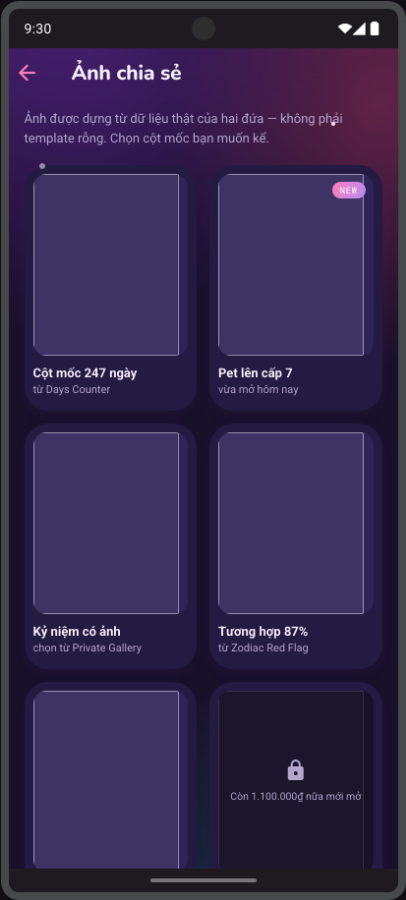 9:30
Ảnh chia sẻ
Ảnh được dựng từ dữ liệu thật của hai đứa — không phải
template rỗng. Chọn cột mốc bạn muốn kể.
NEW
Cột mốc 247 ngày
từ Days Counter
Pet lên cấp 7
vừa mở hôm nay
Kỷ niệm có ảnh
chọn từ Private Gallery
Tương hợp 87%
từ Zodiac Red Flag
Còn 1.100.000₫ nữa mới mở